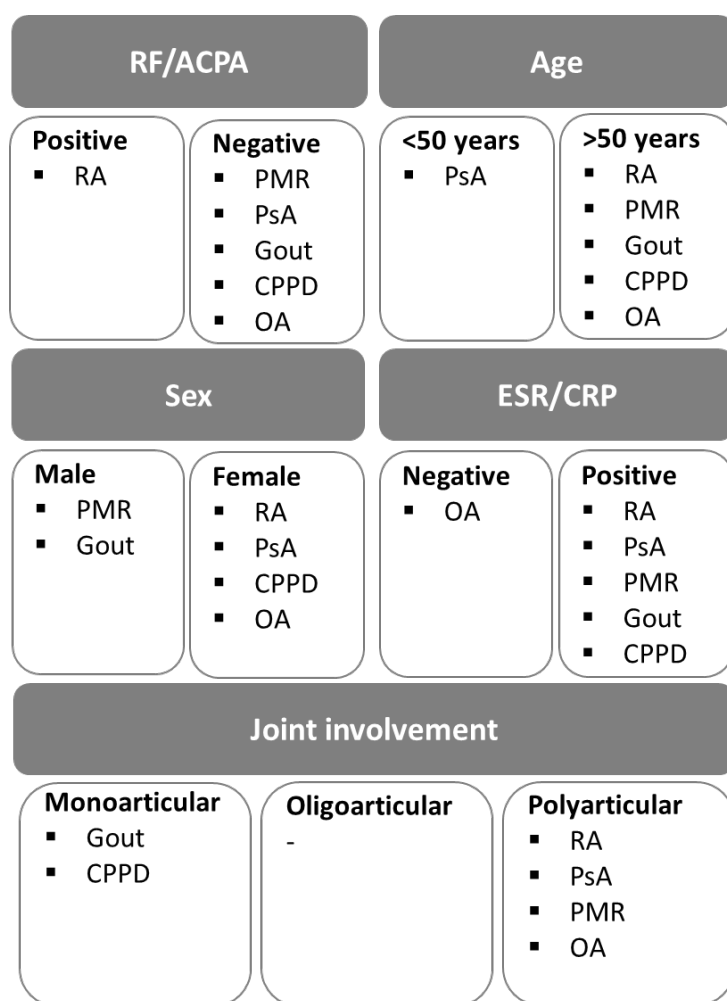 RF/ACPA
Age
Positive
▪ RA
Negative
▪ PMR
▪ PsA
▪ Gout
▪ CPPD
▪ OA
<50 years
▪ PsA
>50 years
▪ RA
▪ PMR
▪ Gout
▪ CPPD
▪ OA
Sex
ESR/CRP
Male
▪ PMR
▪ Gout
Female
▪ RA
▪ PsA
▪ CPPD
▪ OA
Negative
▪ OA
Positive
▪ RA
▪ PsA
▪ PMR
▪ Gout
▪ CPPD
Joint involvement
Monoarticular
▪ Gout
▪ CPPD
Oligoarticular
-
Polyarticular
▪ RA
▪ PsA
▪ PMR
▪ OA